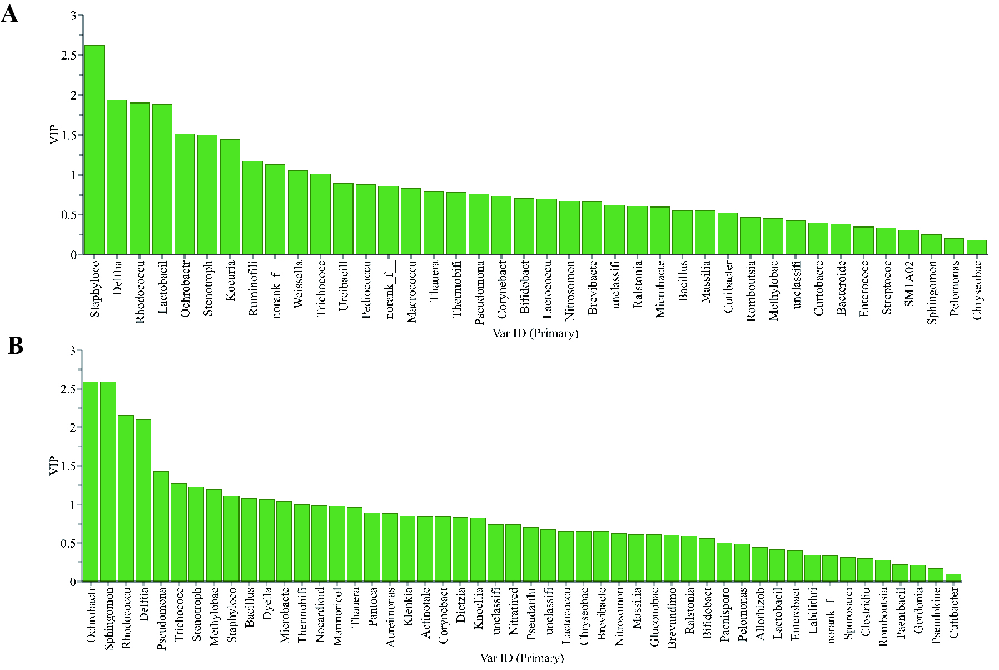 A
3
2.5
2
1.5
1
0.5
0
VIP
Staphyloco
Delftia
Rhodococcu
Lactobacil
Ochrobactr
Stenotroph
Kocuria
Ruminofili
norank_f__
Weissella
Trichococc
Ureibacill
Pediococcu
norank_f__
Macrococcu
Thauera
Thermobifi
Pseudomona
Corynebact
Bifidobact
Lactococcu
Nitrosomon
Brevibacte
unclassifi
Ralstonia
Microbacte
Bacillus
Massilia
Cutibacter
Romboutsia
Methylobac
unclassifi
Curtobacte
Bacteroide
Enterococc
Streptococ
SM1A02
Sphingomon
Pelomonas
Chryseobac
Var ID (Primary)
B
3
2.5
2
1.5
1
0.5
0
VIP
Ochrobactr
Sphingomon
Rhodococcu
Delftia
Pseudomona
Trichococc
Stenotroph
Methylobac
Staphyloco
Bacillus
Dyella
Microbacte
Thermobifi
Nocardioid
Marmoricol
Thauera
Pantoea
Aureimonas
Klenkia
Actinotale
Corynebact
Dietzia
Knoellia
unclassifi
Nitratired
Pseudarthr
unclassifi
Lactococcu
Chryseobac
Brevibacte
Nitrosomon
Massilia
Gluconobac
Brevundimo
Ralstonia
Bifidobact
Paenisporo
Pelomonas
Allorhizob
Lactobacil
Enterobact
Labilithri
norank_f__
Sporosarci
Clostridiu
Romboutsia
Paenibacil
Gordonia
Pseudokine
Cutibacter
Var ID (Primary)